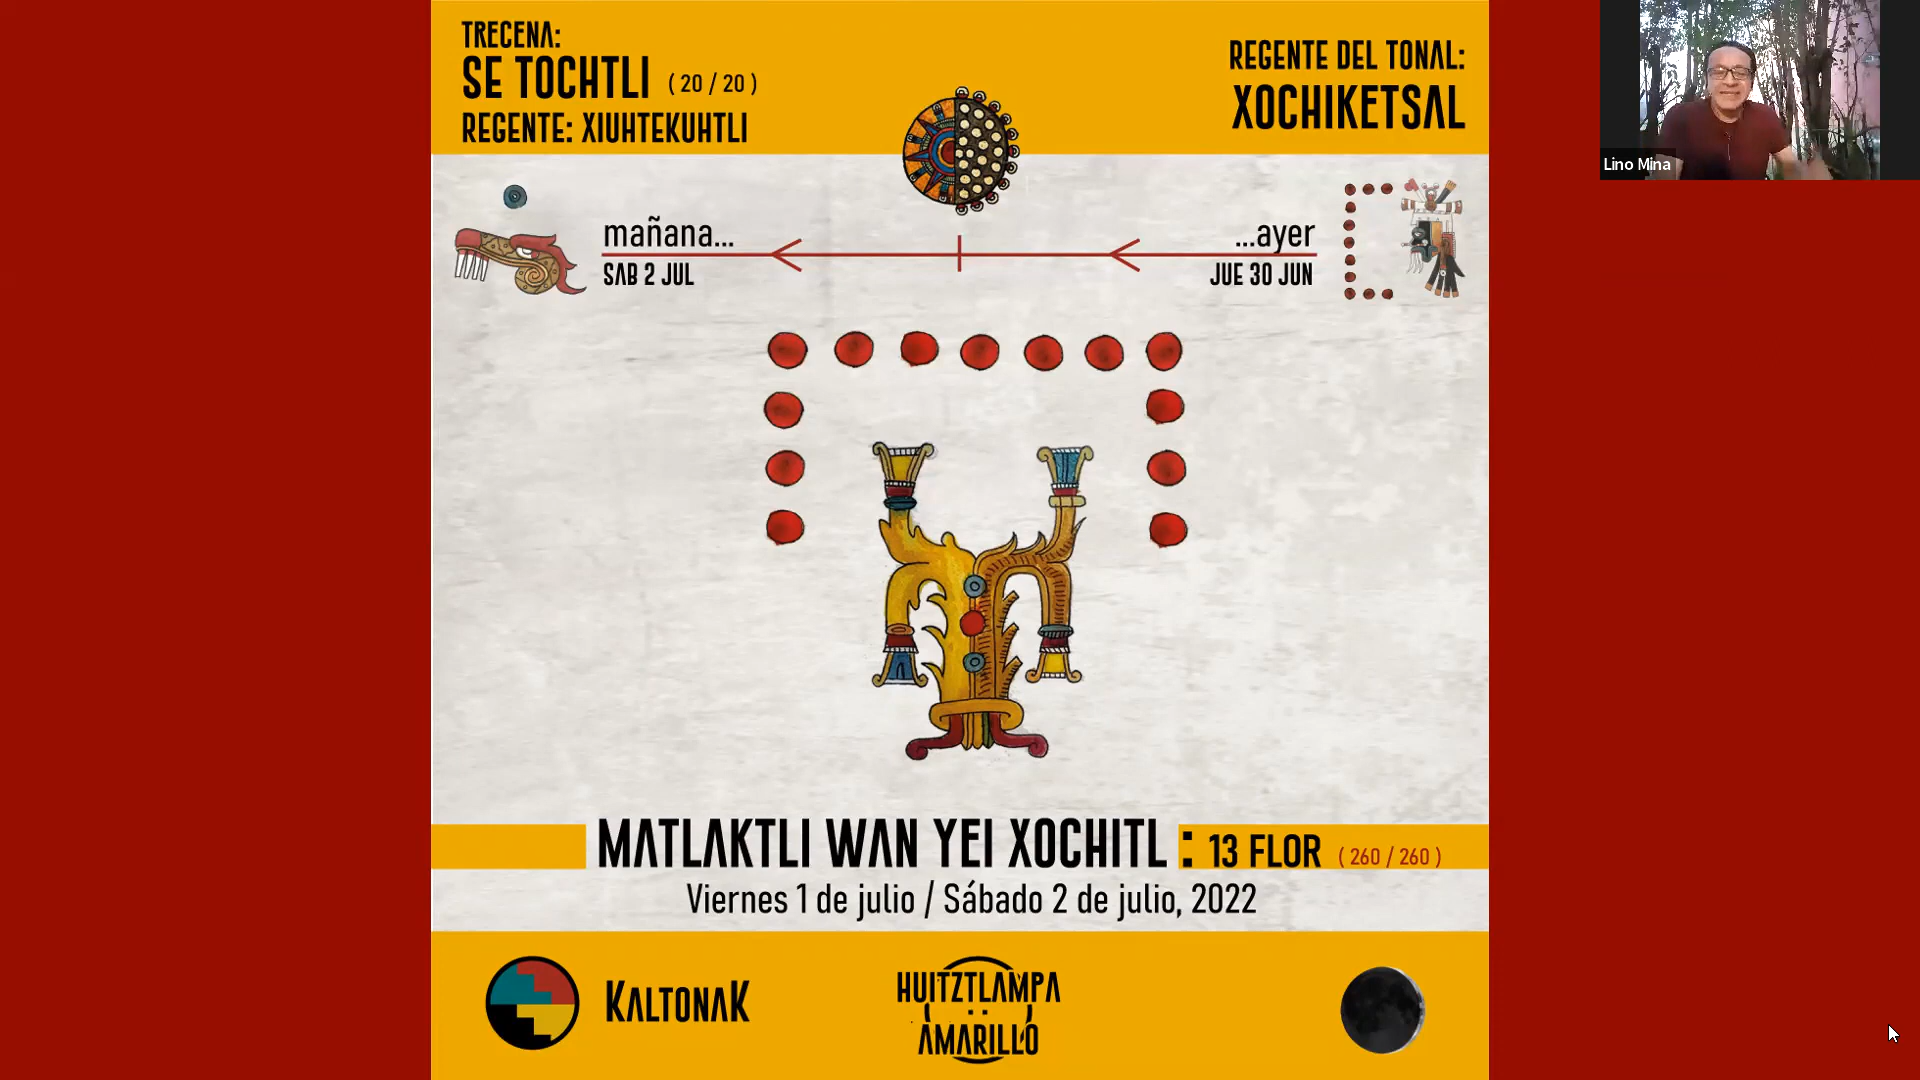 TRECENA:
SE TOCHTLI ( 20 / 20 )
REGENTE: XIUHTEKUHTLI
REGENTE DEL TONAL:
XOCHIKETSAL
Lino Mina
mañana...
SAB 2 JUL
...ayer
JUE 30 JUN
MATLAKTLI WAN YEI XOCHITL : 13 FLOR ( 260 / 260 )
Viernes 1 de julio / Sábado 2 de julio, 2022
KALTONAK
HUITZTLAMPA
AMARILLO